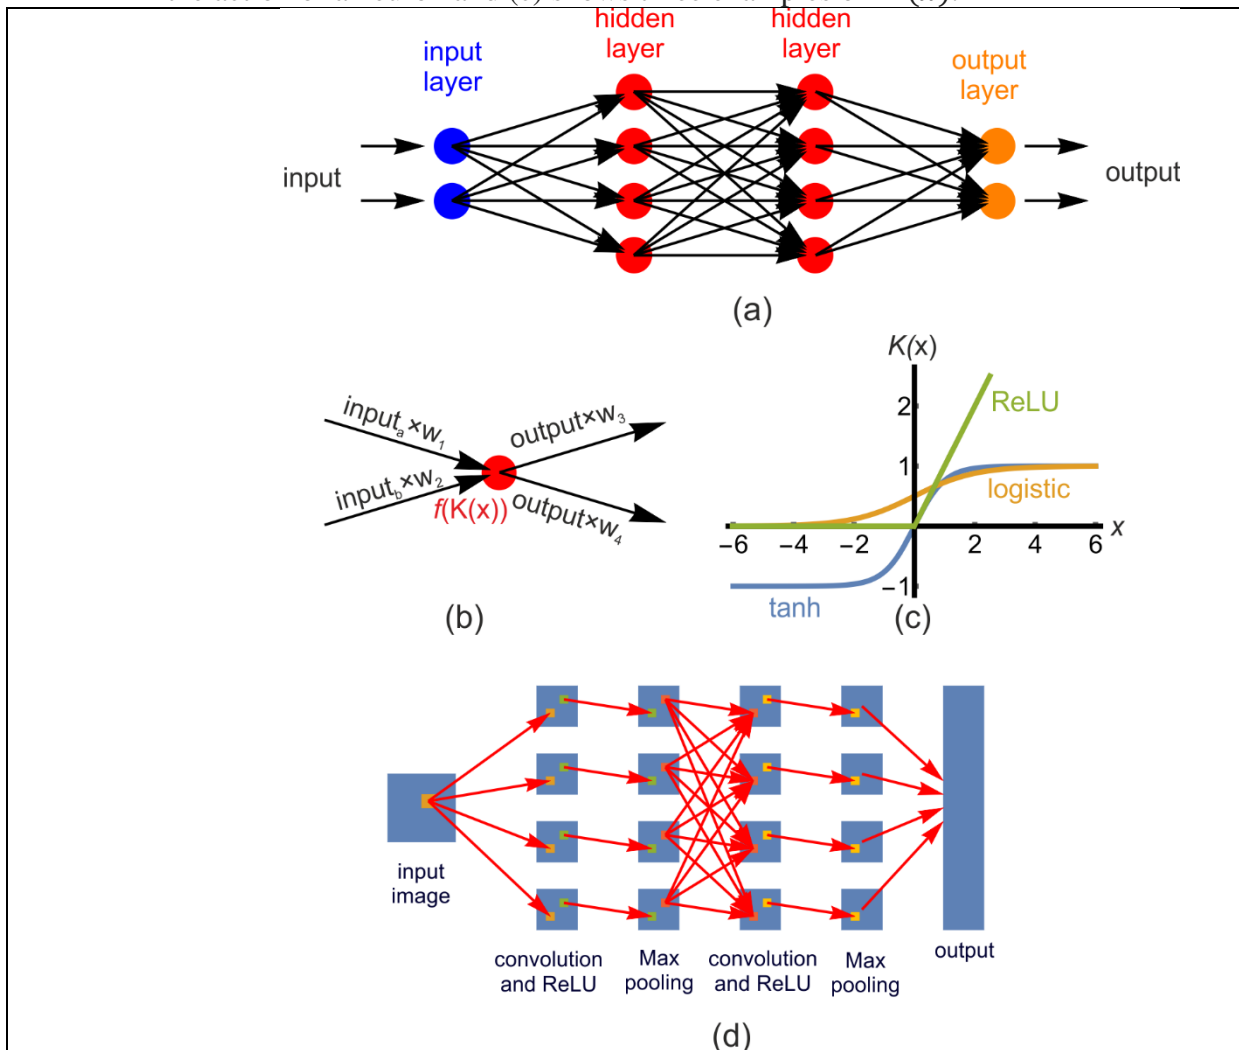 hidden
layer
hidden
layer
input
layer
output
layer
input
output
(a)
input_a×w_1
input_b×w_2
output×w_3
output×w_4
f(K(x))
(b)
K(x)
2
1
−1
−6 −4 −2 2 4 6 x
ReLU
logistic
tanh
(c)
input
image
convolution
and ReLU
Max
pooling
convolution
and ReLU
Max
pooling
output
(d)